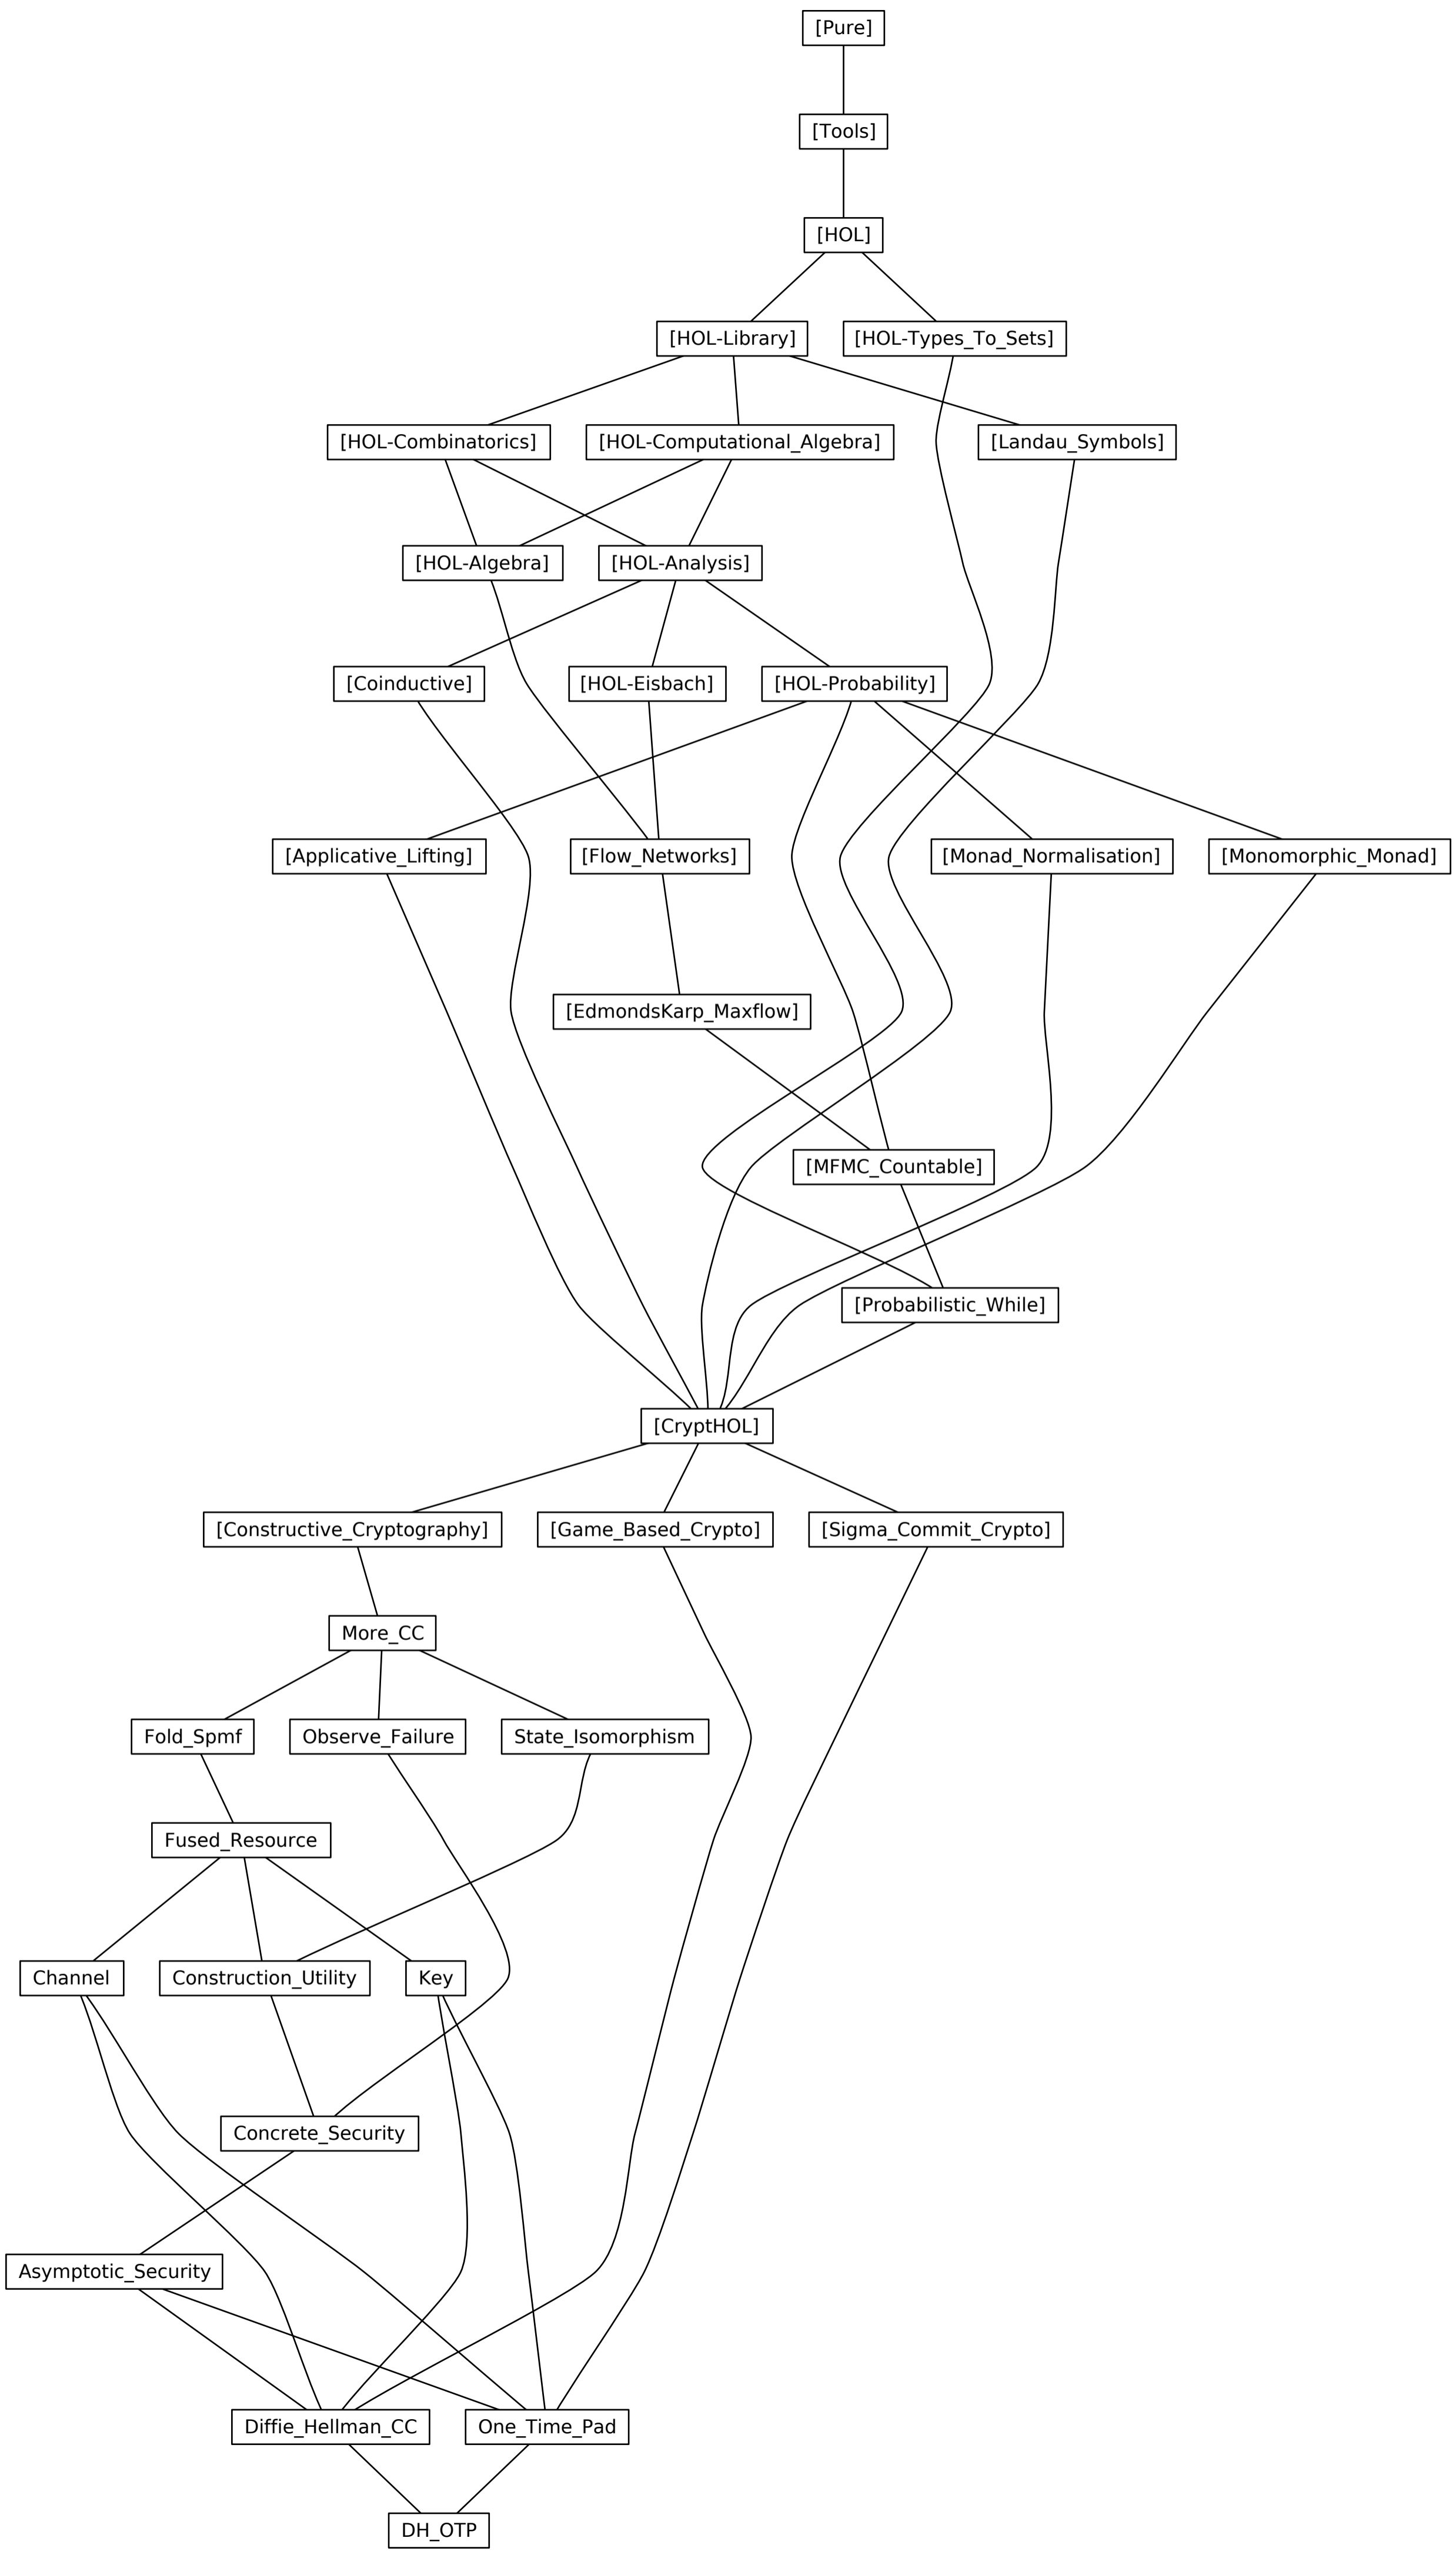 [Pure]
[Tools]
[HOL]
[HOL-Library]
[HOL-Types_To_Sets]
[HOL-Combinatorics]
[HOL-Computational_Algebra]
[Landau_Symbols]
[HOL-Algebra]
[HOL-Analysis]
[Coinductive]
[HOL-Eisbach]
[HOL-Probability]
[Applicative_Lifting]
[Flow_Networks]
[Monad_Normalisation]
[Monomorphic_Monad]
[EdmondsKarp_Maxflow]
[MFMC_Countable]
[Probabilistic_While]
[CryptHOL]
[Constructive_Cryptography]
[Game_Based_Crypto]
[Sigma_Commit_Crypto]
More_CC
Fold_Spmf
Observe_Failure
State_Isomorphism
Fused_Resource
Channel
Construction_Utility
Key
Concrete_Security
Asymptotic_Security
Diffie_Hellman_CC
One_Time_Pad
DH_OTP